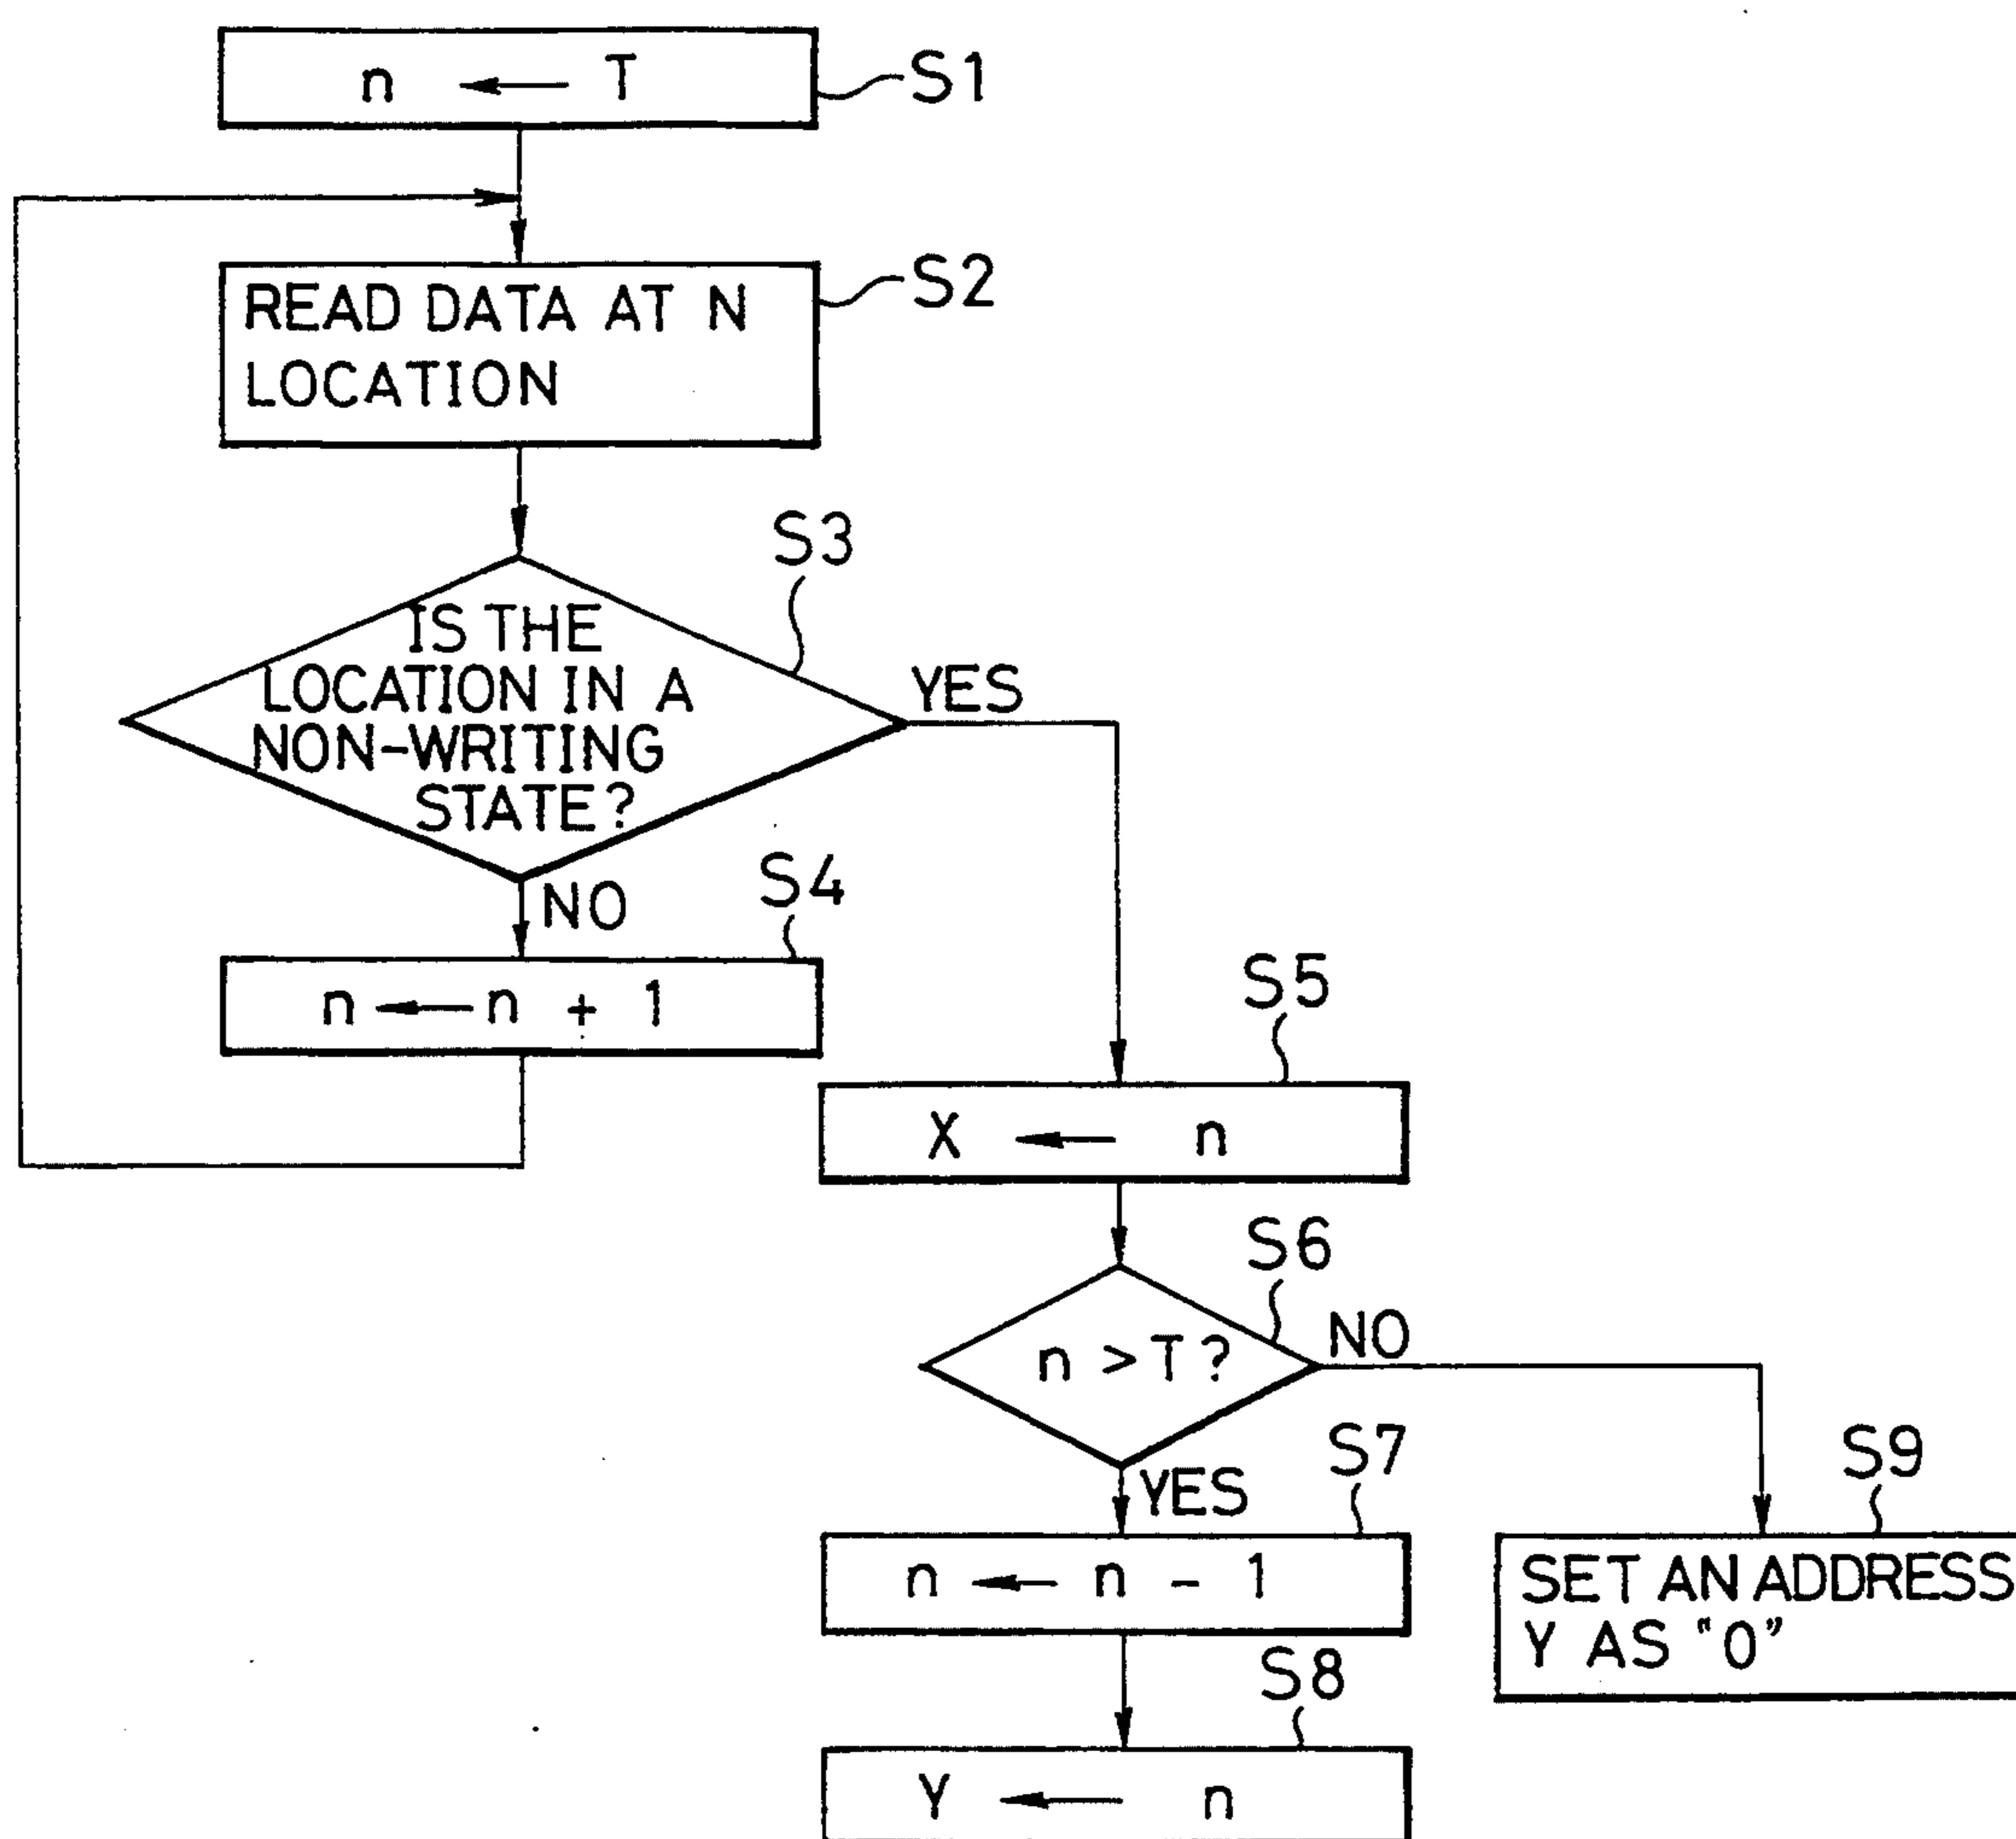 n ← T
S1
READ DATA AT N
LOCATION
S2
S3
IS THE
LOCATION IN A
NON-WRITING
STATE?
YES
NO
S4
n ← n + 1
S5
X ← n
S6
n > T?
NO
YES
S7
n ← n - 1
S9
SET AN ADDRESS
Y AS "0"
S8
Y ← n